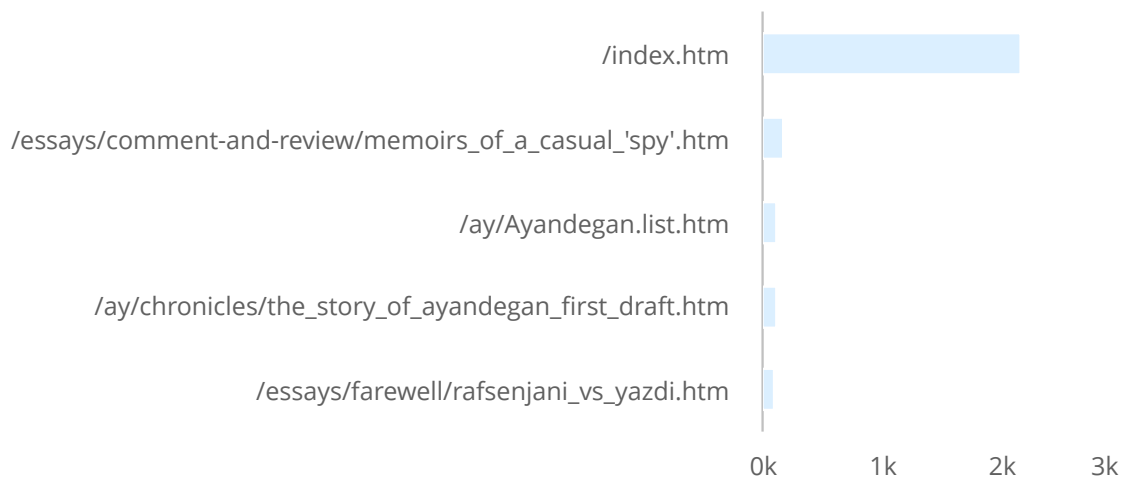 /index.htm
/essays/comment-and-review/memoirs_of_a_casual_'spy'.htm
/ay/Ayandegan.list.htm
/ay/chronicles/the_story_of_ayandegan_first_draft.htm
/essays/farewell/rafsenjani_vs_yazdi.htm
0k 1k 2k 3k